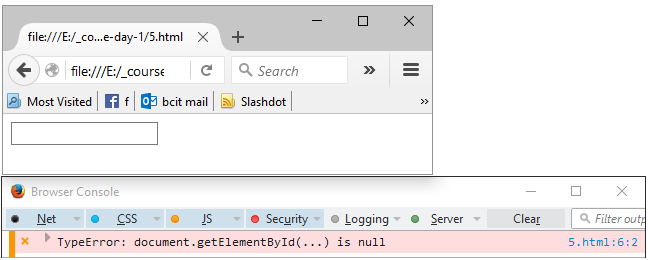 file:///E:/_co...e-day-1/5.html
file:///E:/_course
Search
Most Visited f bcit mail Slashdot
Browser Console
Net CSS JS Security Logging Server Clear Filter outp
TypeError: document.getElementById(...) is null 5.html:6:2